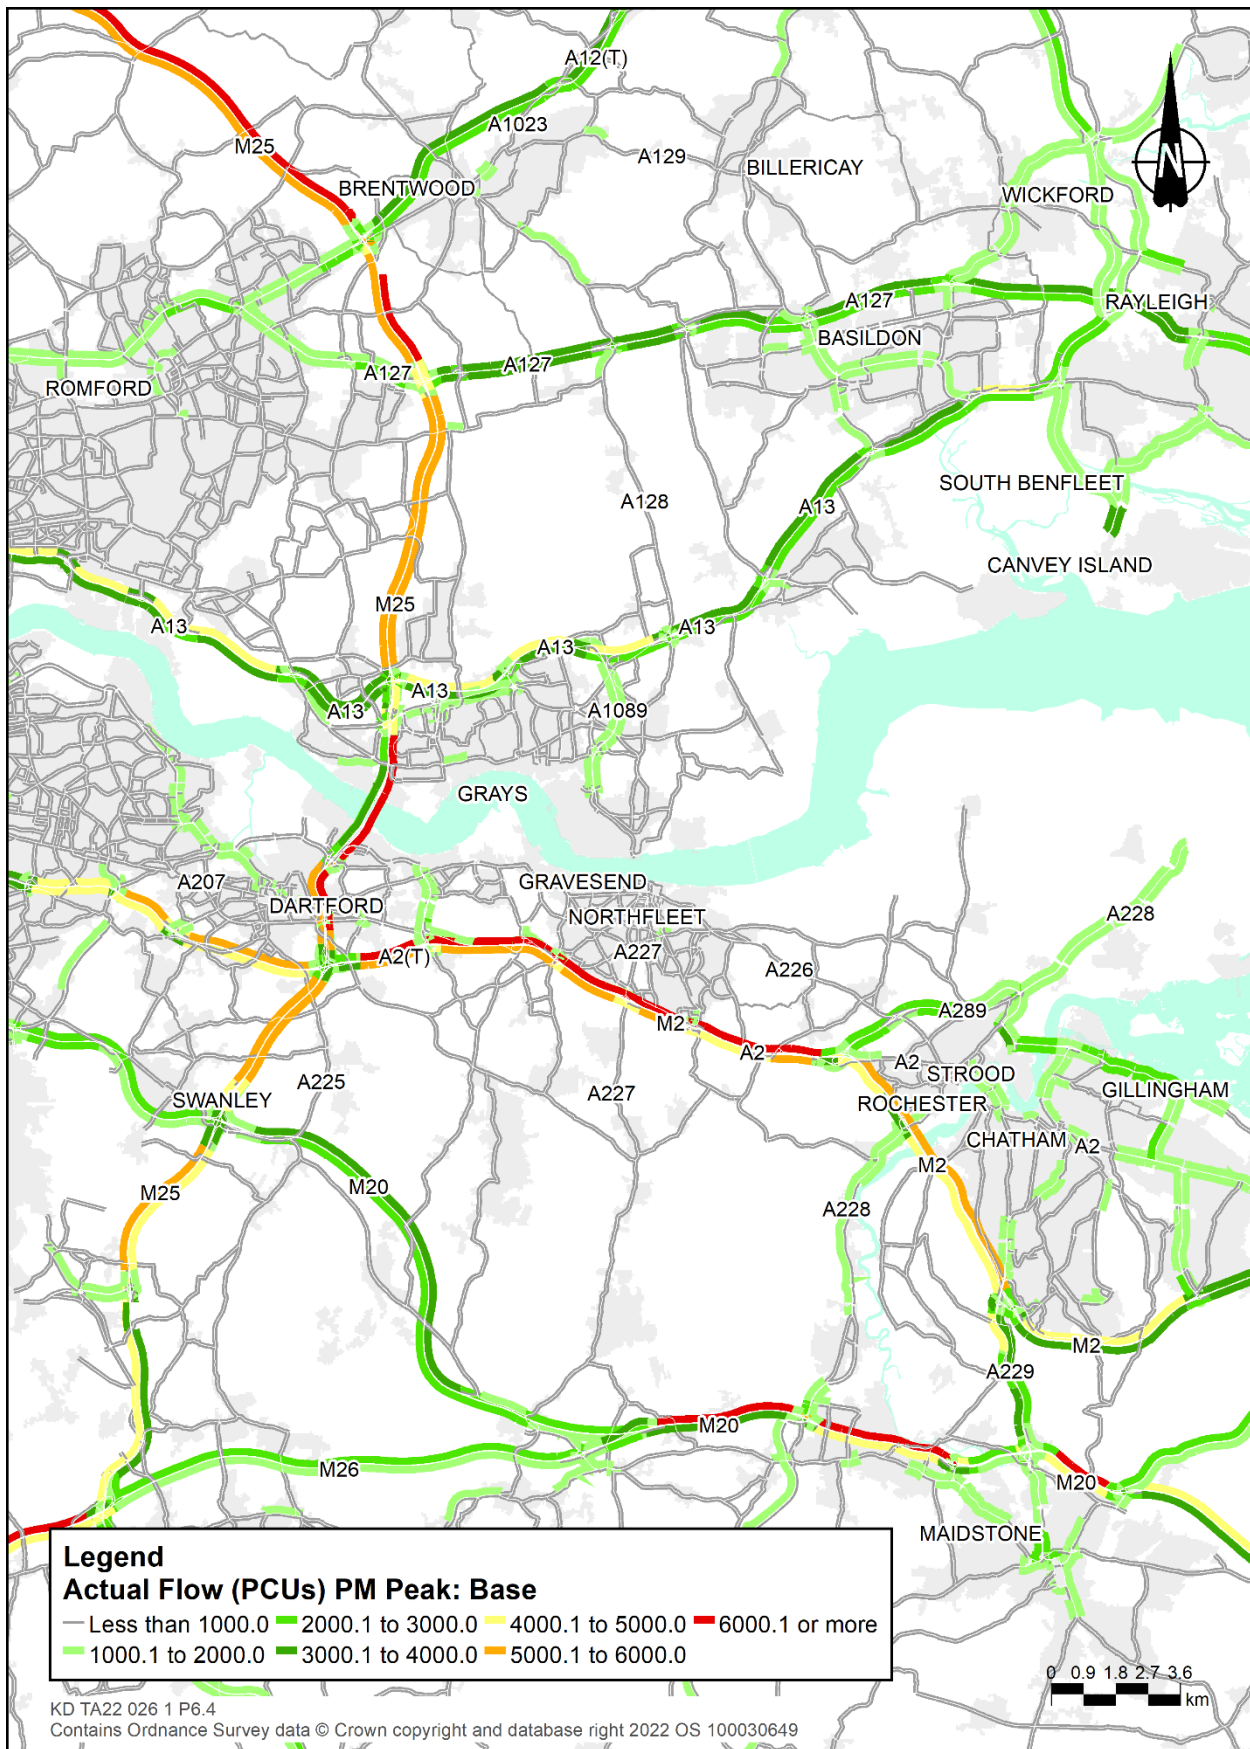 A12(T)
A1023
M25
A129
BILLERICAY
N
BRENTWOOD
WICKFORD
A127
RAYLEIGH
BASILDON
A127
A127
ROMFORD
SOUTH BENFLEET
A128
A13
CANVEY ISLAND
M25
A13
A13
A13
A13
A13
A1089
GRAYS
A207
GRAVESEND
DARTFORD
NORTHFLEET
A228
A227
A2(T)
A226
A289
M2
A2
A2
STROOD
A225
A227
GILLINGHAM
SWANLEY
ROCHESTER
CHATHAM
A2
M2
M20
M25
A228
M2
A229
M20
M26
M20
MAIDSTONE
Legend
Actual Flow (PCUs) PM Peak: Base
Less than 1000.0 2000.1 to 3000.0 4000.1 to 5000.0 6000.1 or more
1000.1 to 2000.0 3000.1 to 4000.0 5000.1 to 6000.0
0 0.9 1.8 2.7 3.6
km
KD TA22 026 1 P6.4
Contains Ordnance Survey data © Crown copyright and database right 2022 OS 100030649